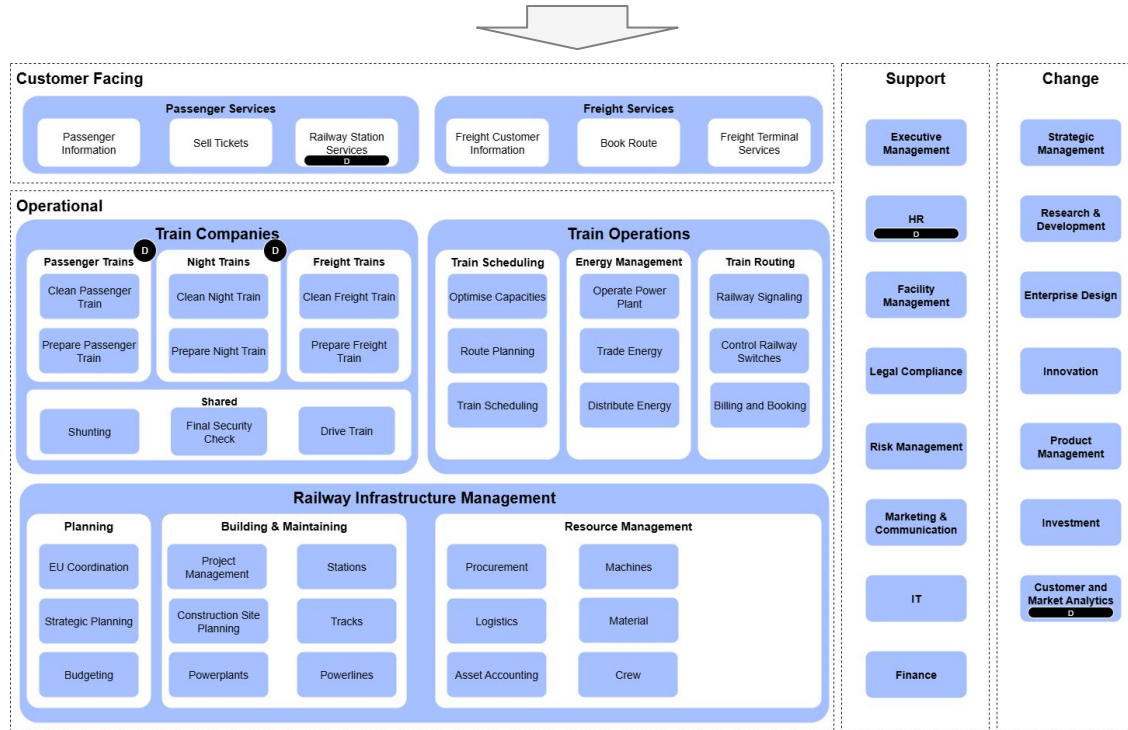 Customer Facing
Passenger Services
Passenger
Information
Sell Tickets
Railway Station
Services
D
Freight Services
Freight Customer
Information
Book Route
Freight Terminal
Services
Operational
Train Companies
Passenger Trains
D
Clean Passenger
Train
Prepare Passenger
Train
Night Trains
D
Clean Night Train
Prepare Night Train
Freight Trains
Clean Freight Train
Prepare Freight
Train
Shared
Shunting
Final Security
Check
Drive Train
Train Operations
Train Scheduling
Optimise Capacities
Route Planning
Train Scheduling
Energy Management
Operate Power
Plant
Trade Energy
Distribute Energy
Train Routing
Railway Signaling
Control Railway
Switches
Billing and Booking
Railway Infrastructure Management
Planning
EU Coordination
Strategic Planning
Budgeting
Building & Maintaining
Project
Management
Stations
Construction Site
Planning
Tracks
Powerplants
Powerlines
Resource Management
Procurement
Machines
Logistics
Material
Asset Accounting
Crew
Support
Executive
Management
HR
D
Facility
Management
Legal Compliance
Risk Management
Marketing &
Communication
IT
Finance
Change
Strategic
Management
Research &
Development
Enterprise Design
Innovation
Product
Management
Investment
Customer and
Market Analytics
D